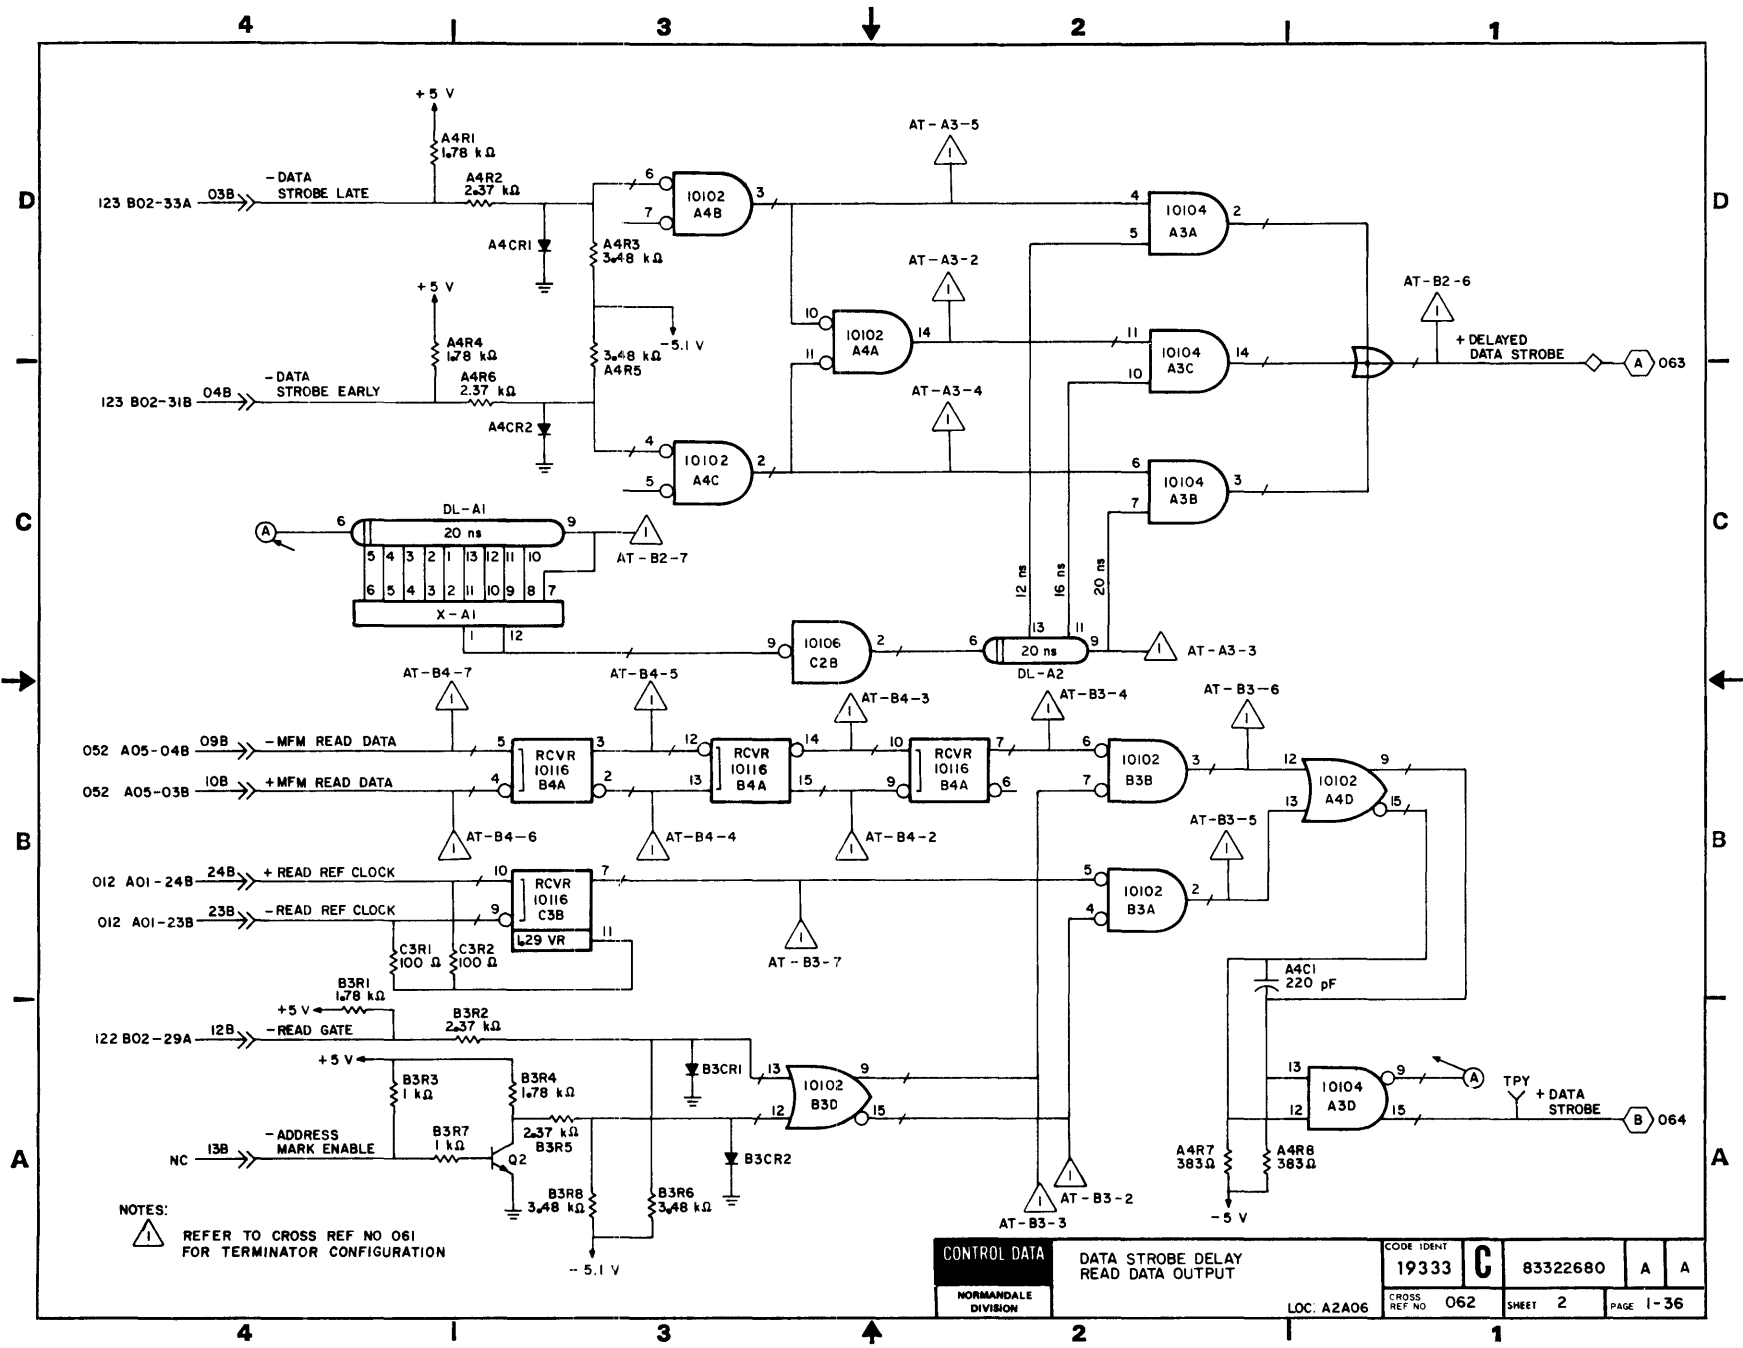 4 3 2 1
D
C
B
A
+5 V
A4R1
1.78 kΩ
123 B02-33A 03B -DATA
STROBE LATE
A4R2
2.37 kΩ
A4CR1
A4R3
3.48 kΩ
6
7
10102
A4B
3
AT-A3-5
4
5
10104
A3A
2
+5 V
A4R4
1.78 kΩ
123 B02-31B 04B -DATA
STROBE EARLY
A4R6
2.37 kΩ
A4CR2
3.48 kΩ
A4R5
-5.1 V
10
11
10102
A4A
14
AT-A3-2
11
10
10104
A3C
14
AT-B2-6
+DELAYED
DATA STROBE
A 063
4
5
10102
A4C
2
AT-A3-4
6
7
10104
A3B
3
DL-A1
A 6 20 ns 9
AT-B2-7
5 4 3 2 1 13 12 11 10
6 5 4 3 2 11 10 9 8 7
X-A1
1 12
9
10106
C2B
2
12 ns
16 ns
20 ns
13 11
6 20 ns 9
DL-A2
AT-A3-3
AT-B4-7
AT-B4-5
AT-B4-3
AT-B3-4
AT-B3-6
052 A05-04B 09B -MFM READ DATA
052 A05-03B 10B +MFM READ DATA
5
4
RCVR
10116
B4A
3
2
12
13
RCVR
10116
B4A
14
15
10
9
RCVR
10116
B4A
7
6
6
7
10102
B3B
3
12
13
10102
A4D
9
15
AT-B4-6
AT-B4-4
AT-B4-2
AT-B3-5
012 A01-24B 24B +READ REF CLOCK
012 A01-23B 23B -READ REF CLOCK
10
9
RCVR
10116
C3B
1.29 VR
7
11
AT-B3-7
5
4
10102
B3A
2
C3R1
100 Ω
C3R2
100 Ω
B3R1
1.78 kΩ
+5 V
122 B02-29A 12B -READ GATE
B3R2
2.37 kΩ
+5 V
B3R3
1 kΩ
B3R4
1.78 kΩ
NC 13B -ADDRESS
MARK ENABLE
B3R7
1 kΩ
Q2
2.37 kΩ
B3R5
B3R8
3.48 kΩ
B3R6
3.48 kΩ
-5.1 V
B3CR1
B3CR2
13
12
10102
B3D
9
15
AT-B3-3
AT-B3-2
A4C1
220 pF
13
12
10104
A3D
9
15
A
TPY
+DATA
STROBE
B 064
A4R7
383Ω
A4R8
383Ω
-5 V
NOTES:
1 REFER TO CROSS REF NO 061
FOR TERMINATOR CONFIGURATION
CONTROL DATA
NORMANDALE
DIVISION
DATA STROBE DELAY
READ DATA OUTPUT
LOC: A2A06
CODE IDENT
19333
C
83322680
A
A
CROSS
REF NO 062
SHEET 2
PAGE 1-36
D
C
B
A
4 3 2 1